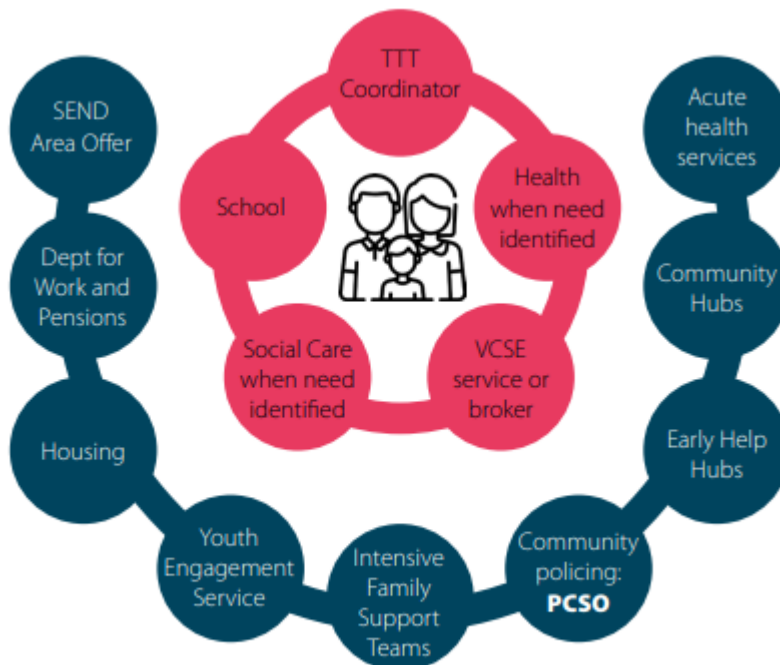 TTT
Coordinator
School
Health
when need
identified
Social Care
when need
identified
VCSE
service or
broker
SEND
Area Offer
Dept for
Work and
Pensions
Housing
Youth
Engagement
Service
Intensive
Family
Support
Teams
Community
policing:
PCSO
Early Help
Hubs
Community
Hubs
Acute
health
services